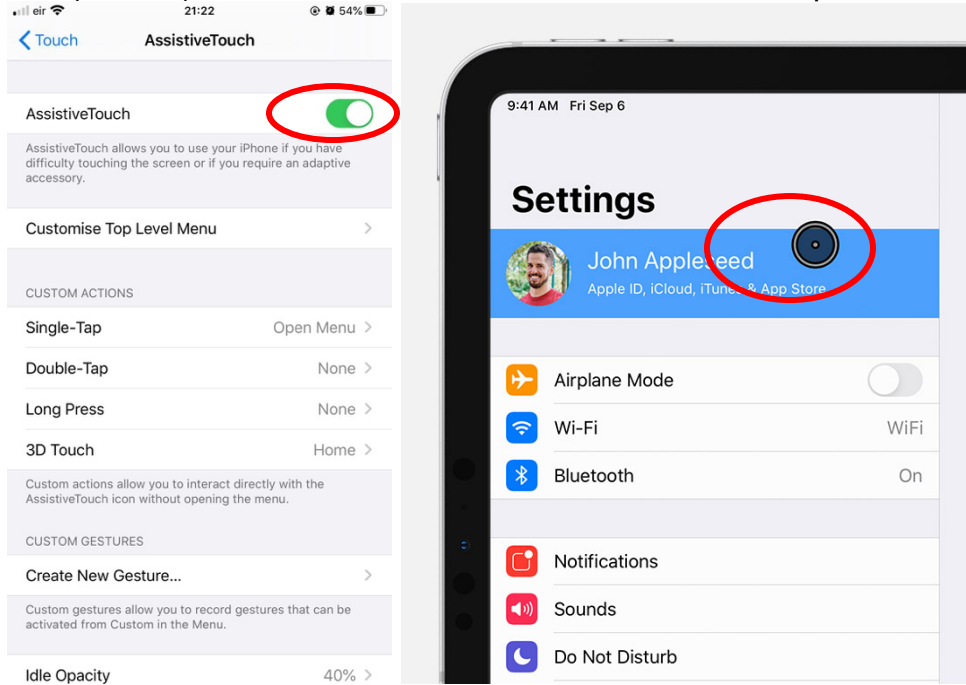 eir 21:22 54%
Touch AssistiveTouch
AssistiveTouch
AssistiveTouch allows you to use your iPhone if you have
difficulty touching the screen or if you require an adaptive
accessory.
Customise Top Level Menu
CUSTOM ACTIONS
Single-Tap Open Menu
Double-Tap None
Long Press None
3D Touch Home
Custom actions allow you to interact directly with the
AssistiveTouch icon without opening the menu.
CUSTOM GESTURES
Create New Gesture...
Custom gestures allow you to record gestures that can be
activated from Custom in the Menu.
Idle Opacity 40%
9:41 AM Fri Sep 6
Settings
John Appleseed
Apple ID, iCloud, iTunes & App Store
Airplane Mode
Wi-Fi WiFi
Bluetooth On
Notifications
Sounds
Do Not Disturb